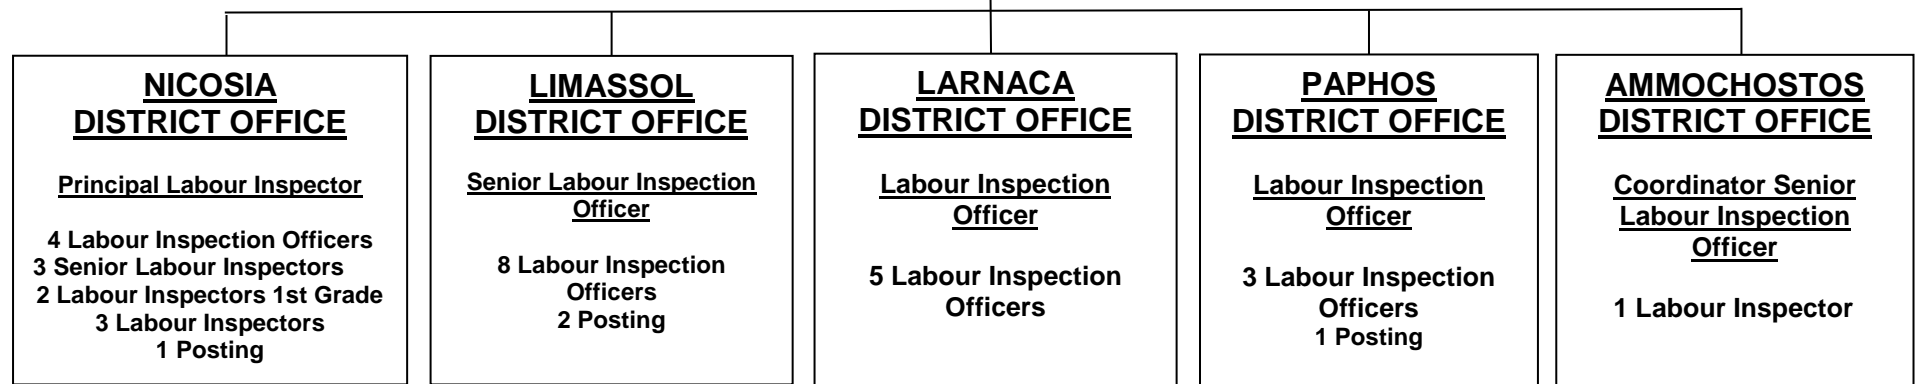 NICOSIA
DISTRICT OFFICE
Principal Labour Inspector
4 Labour Inspection Officers
3 Senior Labour Inspectors
2 Labour Inspectors 1st Grade
3 Labour Inspectors
1 Posting
LIMASSOL
DISTRICT OFFICE
Senior Labour Inspection
Officer
8 Labour Inspection
Officers
2 Posting
LARNACA
DISTRICT OFFICE
Labour Inspection
Officer
5 Labour Inspection
Officers
PAPHOS
DISTRICT OFFICE
Labour Inspection
Officer
3 Labour Inspection
Officers
1 Posting
AMMOCHOSTOS
DISTRICT OFFICE
Coordinator Senior
Labour Inspection
Officer
1 Labour Inspector